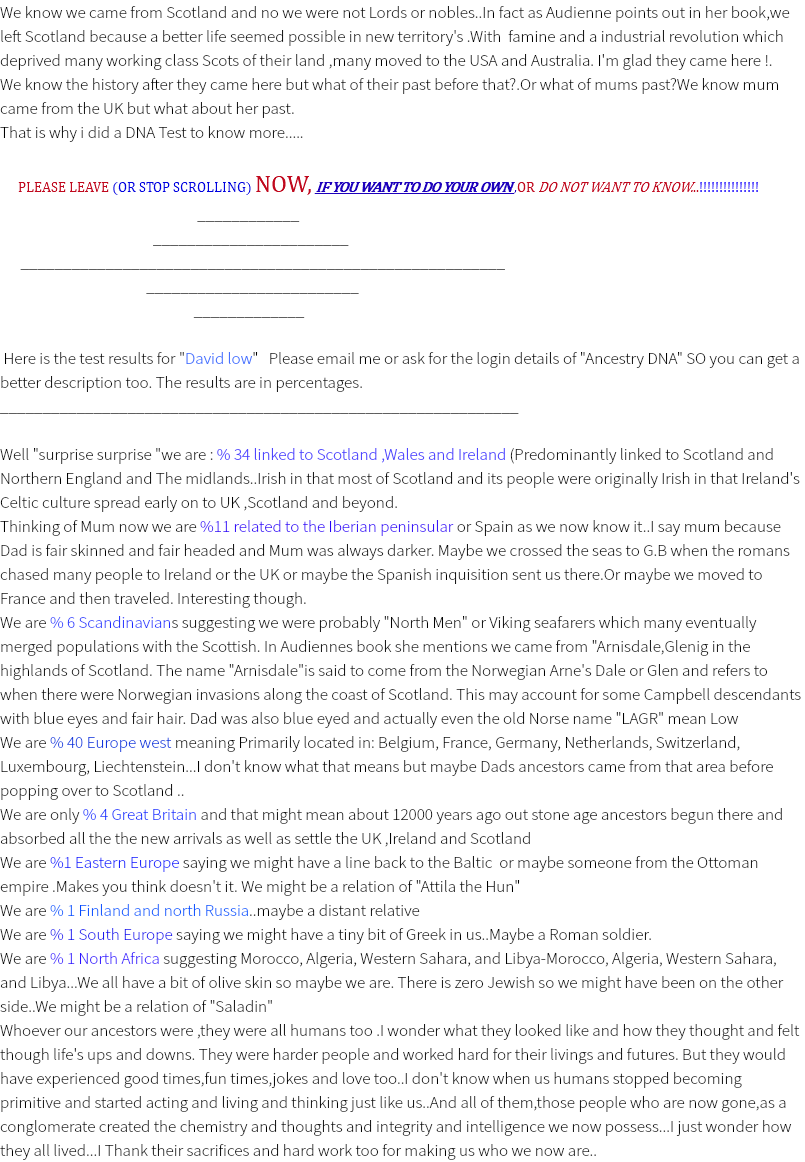 We know we came from Scotland and no we were not Lords or nobles..In fact as Audienne points out in her book,we
left Scotland because a better life seemed possible in new territory's .With  famine and a industrial revolution which
deprived many working class Scots of their land ,many moved to the USA and Australia. I'm glad they came here !.
We know the history after they came here but what of their past before that?.Or what of mums past?We know mum
came from the UK but what about her past.
That is why i did a DNA Test to know more.....
PLEASE LEAVE (OR STOP SCROLLING) NOW, IF YOU WANT TO DO YOUR OWN ,OR DO NOT WANT TO KNOW...!!!!!!!!!!!!!!!
____________
_______________________
_________________________________________________________
_________________________
_____________
Here is the test results for "David low"   Please email me or ask for the login details of "Ancestry DNA" SO you can get a
better description too. The results are in percentages.
_____________________________________________________________
Well "surprise surprise "we are : % 34 linked to Scotland ,Wales and Ireland (Predominantly linked to Scotland and
Northern England and The midlands..Irish in that most of Scotland and its people were originally Irish in that Ireland's
Celtic culture spread early on to UK ,Scotland and beyond.
Thinking of Mum now we are %11 related to the Iberian peninsular or Spain as we now know it..I say mum because
Dad is fair skinned and fair headed and Mum was always darker. Maybe we crossed the seas to G.B when the romans
chased many people to Ireland or the UK or maybe the Spanish inquisition sent us there.Or maybe we moved to
France and then traveled. Interesting though.
We are % 6 Scandinavians suggesting we were probably "North Men" or Viking seafarers which many eventually
merged populations with the Scottish. In Audiennes book she mentions we came from "Arnisdale,Glenig in the
highlands of Scotland. The name "Arnisdale"is said to come from the Norwegian Arne's Dale or Glen and refers to
when there were Norwegian invasions along the coast of Scotland. This may account for some Campbell descendants
with blue eyes and fair hair. Dad was also blue eyed and actually even the old Norse name "LAGR" mean Low
We are % 40 Europe west meaning Primarily located in: Belgium, France, Germany, Netherlands, Switzerland,
Luxembourg, Liechtenstein...I don't know what that means but maybe Dads ancestors came from that area before
popping over to Scotland ..
We are only % 4 Great Britain and that might mean about 12000 years ago out stone age ancestors begun there and
absorbed all the the new arrivals as well as settle the UK ,Ireland and Scotland
We are %1 Eastern Europe saying we might have a line back to the Baltic  or maybe someone from the Ottoman
empire .Makes you think doesn't it. We might be a relation of "Attila the Hun"
We are % 1 Finland and north Russia..maybe a distant relative
We are % 1 South Europe saying we might have a tiny bit of Greek in us..Maybe a Roman soldier.
We are % 1 North Africa suggesting Morocco, Algeria, Western Sahara, and Libya-Morocco, Algeria, Western Sahara,
and Libya...We all have a bit of olive skin so maybe we are. There is zero Jewish so we might have been on the other
side..We might be a relation of "Saladin"
Whoever our ancestors were ,they were all humans too .I wonder what they looked like and how they thought and felt
though life's ups and downs. They were harder people and worked hard for their livings and futures. But they would
have experienced good times,fun times,jokes and love too..I don't know when us humans stopped becoming
primitive and started acting and living and thinking just like us..And all of them,those people who are now gone,as a
conglomerate created the chemistry and thoughts and integrity and intelligence we now possess...I just wonder how
they all lived...I Thank their sacrifices and hard work too for making us who we now are..